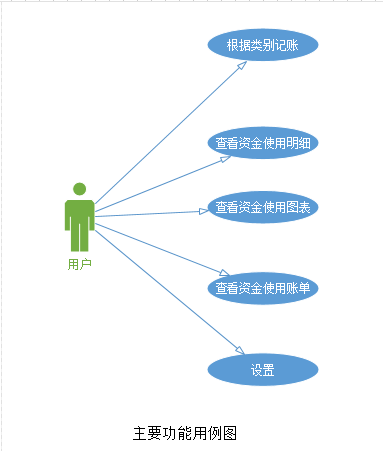 根据类别记账
查看资金使用明细
查看资金使用图表
用户
查看资金使用账单
设置
主要功能用例图